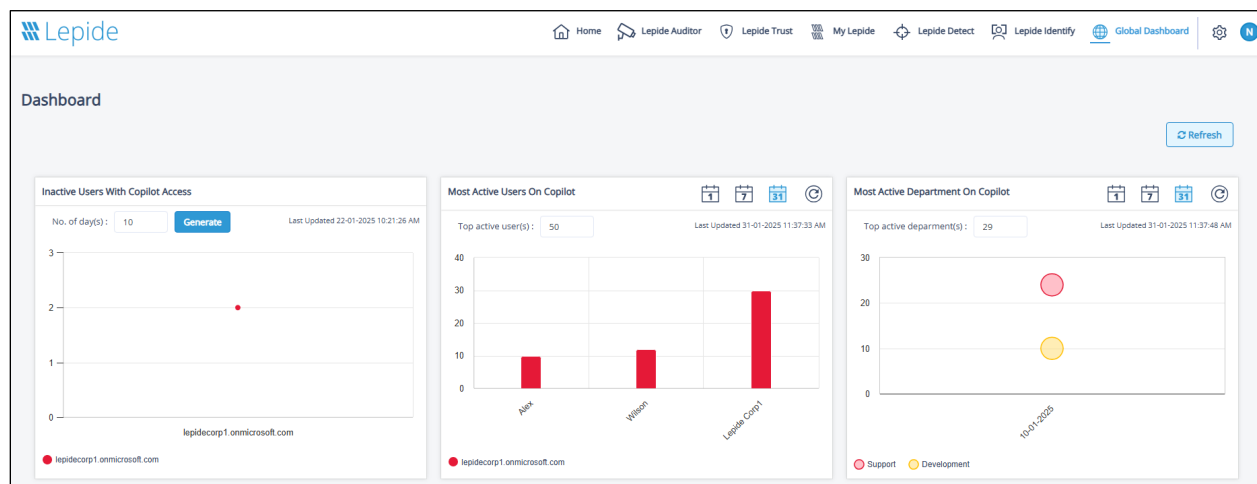 Lepide
Home Lepide Auditor Lepide Trust My Lepide Lepide Detect Lepide Identify Global Dashboard N
Dashboard
Refresh
Inactive Users With Copilot Access
No. of day(s) : 10 Generate Last Updated 22-01-2025 10:21:26 AM
3
2
1
0
lepidecorp1.onmicrosoft.com
lepidecorp1.onmicrosoft.com
Most Active Users On Copilot 1 7 31
Top active user(s) : 50 Last Updated 31-01-2025 11:37:33 AM
40
30
20
10
0
Alex Wilson Lepide Corp1
lepidecorp1.onmicrosoft.com
Most Active Department On Copilot 1 7 31
Top active deparment(s) : 29 Last Updated 31-01-2025 11:37:48 AM
30
20
10
0
10-01-2025
Support Development